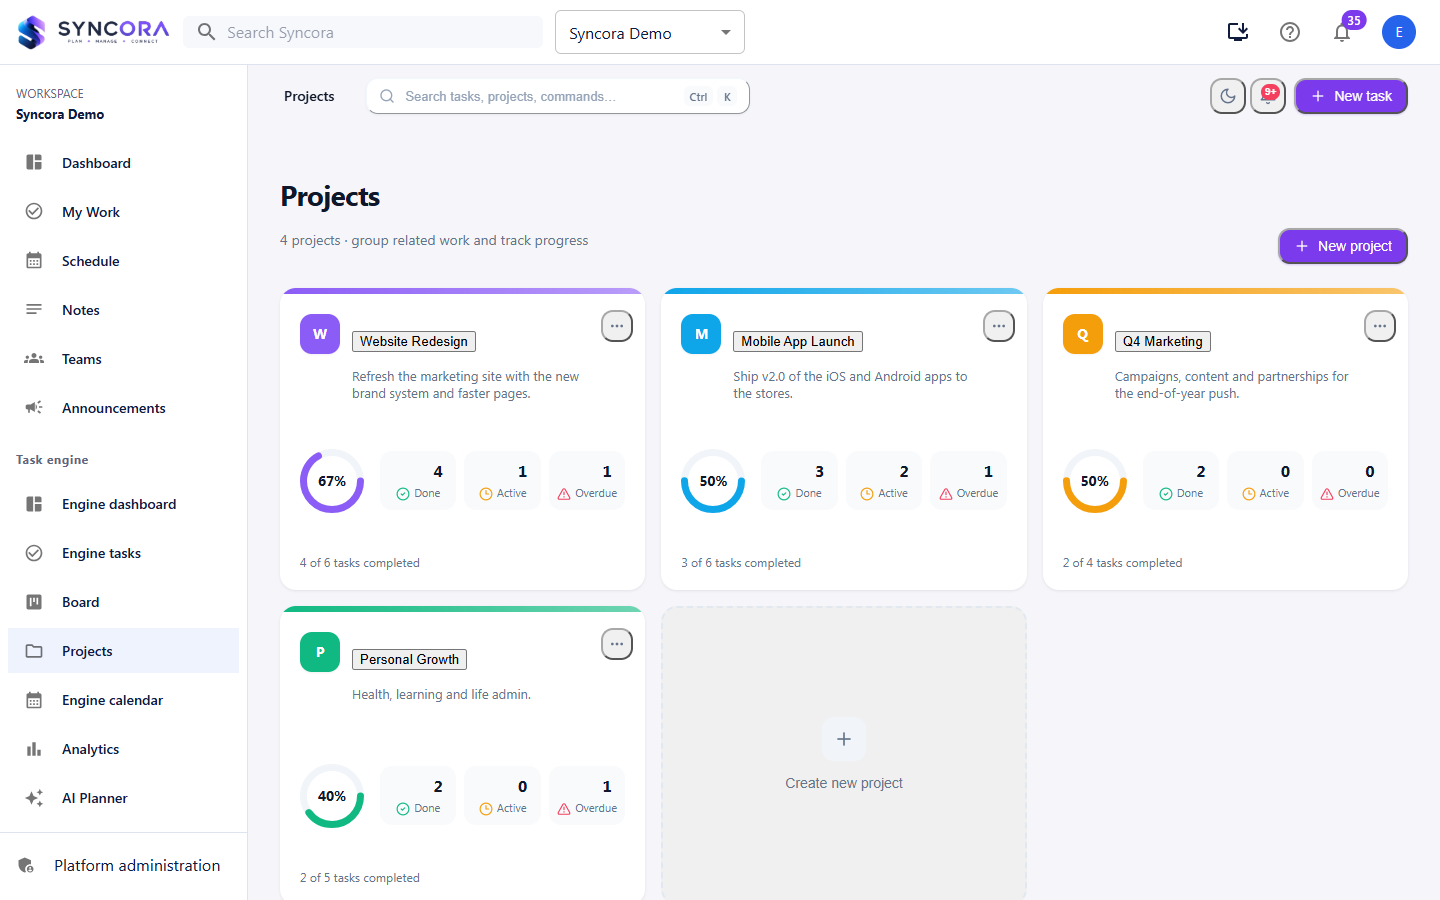 SYNCORA
PLAN • MANAGE • CONNECT
Search Syncora
Syncora Demo
35
E
WORKSPACE
Syncora Demo
Dashboard
My Work
Schedule
Notes
Teams
Announcements
Task engine
Engine dashboard
Engine tasks
Board
Projects
Engine calendar
Analytics
AI Planner
Platform administration
Projects
Search tasks, projects, commands...
Ctrl K
9+
+ New task
Projects
4 projects · group related work and track progress
+ New project
W
Website Redesign
Refresh the marketing site with the new
brand system and faster pages.
67%
4
Done
1
Active
1
Overdue
4 of 6 tasks completed
M
Mobile App Launch
Ship v2.0 of the iOS and Android apps to
the stores.
50%
3
Done
2
Active
1
Overdue
3 of 6 tasks completed
Q
Q4 Marketing
Campaigns, content and partnerships for
the end-of-year push.
50%
2
Done
0
Active
0
Overdue
2 of 4 tasks completed
P
Personal Growth
Health, learning and life admin.
40%
2
Done
0
Active
1
Overdue
2 of 5 tasks completed
Create new project